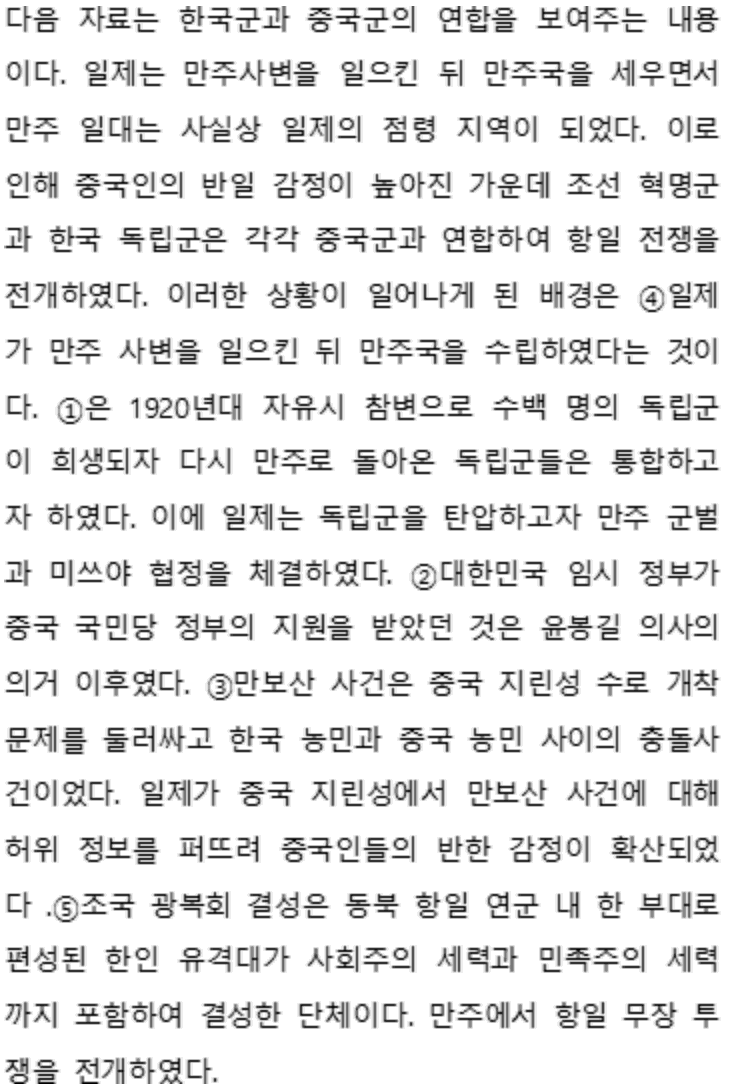 다음 자료는 한국군과 중국군의 연합을 보여주는 내용
이다. 일제는 만주사변을 일으킨 뒤 만주국을 세우면서
만주 일대는 사실상 일제의 점령 지역이 되었다. 이로
인해 중국인의 반일 감정이 높아진 가운데 조선 혁명군
과 한국 독립군은 각각 중국군과 연합하여 항일 전쟁을
전개하였다. 이러한 상황이 일어나게 된 배경은 ④일제
가 만주 사변을 일으킨 뒤 만주국을 수립하였다는 것이
다. ①은 1920년대 자유시 참변으로 수백 명의 독립군
이 희생되자 다시 만주로 돌아온 독립군들은 통합하고
자 하였다. 이에 일제는 독립군을 탄압하고자 만주 군벌
과 미쓰야 협정을 체결하였다. ②대한민국 임시 정부가
중국 국민당 정부의 지원을 받았던 것은 윤봉길 의사의
의거 이후였다. ③만보산 사건은 중국 지린성 수로 개착
문제를 둘러싸고 한국 농민과 중국 농민 사이의 충돌사
건이었다. 일제가 중국 지린성에서 만보산 사건에 대해
허위 정보를 퍼뜨려 중국인들의 반한 감정이 확산되었
다 .⑤조국 광복회 결성은 동북 항일 연군 내 한 부대로
편성된 한인 유격대가 사회주의 세력과 민족주의 세력
까지 포함하여 결성한 단체이다. 만주에서 항일 무장 투
쟁을 전개하였다.